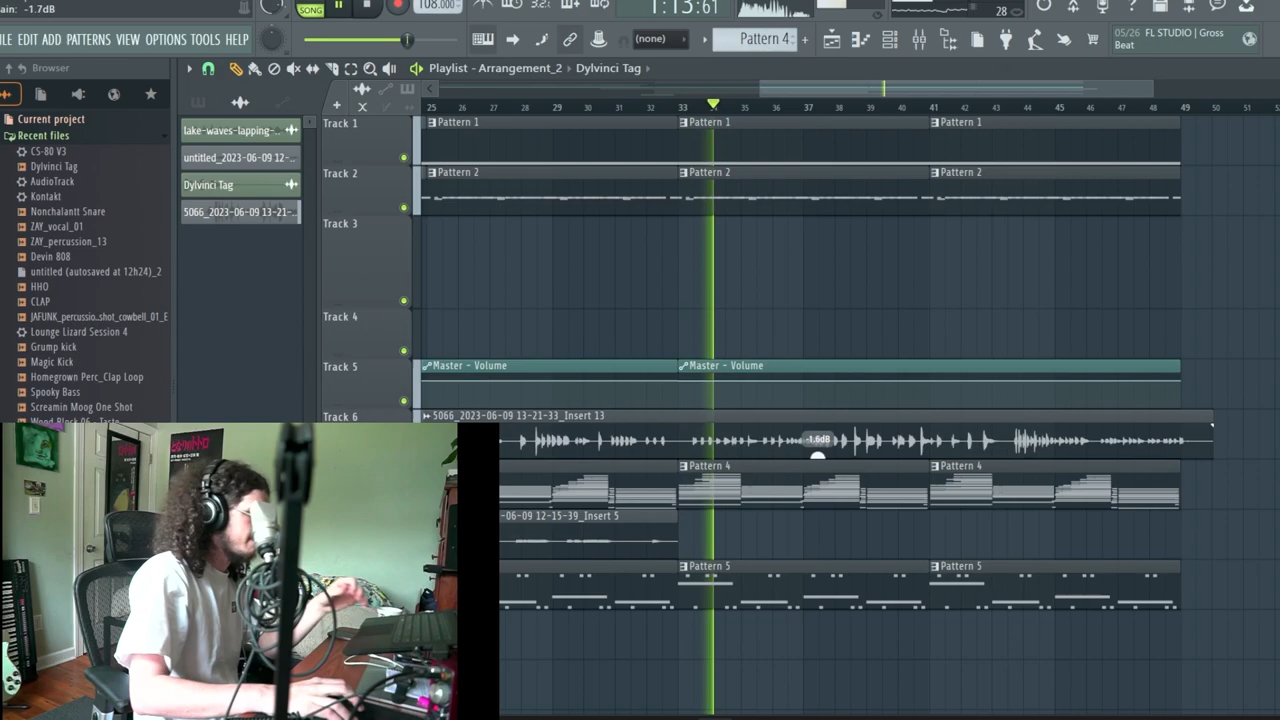 ain: -1.7dB
SONG
108.000
3.2.
1:13:61
28
ILE EDIT ADD PATTERNS VIEW OPTIONS TOOLS HELP
(none)
Pattern 4
05/26 FL STUDIO | Gross
Beat
Browser
Playlist - Arrangement_2 › Dylvinci Tag ›
Current project
Recent files
CS-80 V3
Dylvinci Tag
AudioTrack
Kontakt
Nonchalantt Snare
ZAY_vocal_01
ZAY_percussion_13
Devin 808
untitled (autosaved at 12h24)_2
HHO
CLAP
JAFUNK_percussio..shot_cowbell_01_E
Lounge Lizard Session 4
Grump kick
Magic Kick
Homegrown Perc_Clap Loop
Spooky Bass
Screamin Moog One Shot
lake-waves-lapping-..
untitled_2023-06-09 12-..
Dylvinci Tag
5066_2023-06-09 13-21-..
25 27 28 29 30 31 32 33 34 35 36 37 38 39 40 41 42 43 44 45 46 47 48 49 50 51
Track 1
Pattern 1 Pattern 1 Pattern 1
Track 2
Pattern 2 Pattern 2 Pattern 2
Track 3
Track 4
Track 5
Master - Volume Master - Volume
Track 6
5066_2023-06-09 13-21-33_Insert 13
-1.6dB
Pattern 4 Pattern 4
-06-09 12-15-39_Insert 5
Pattern 5 Pattern 5